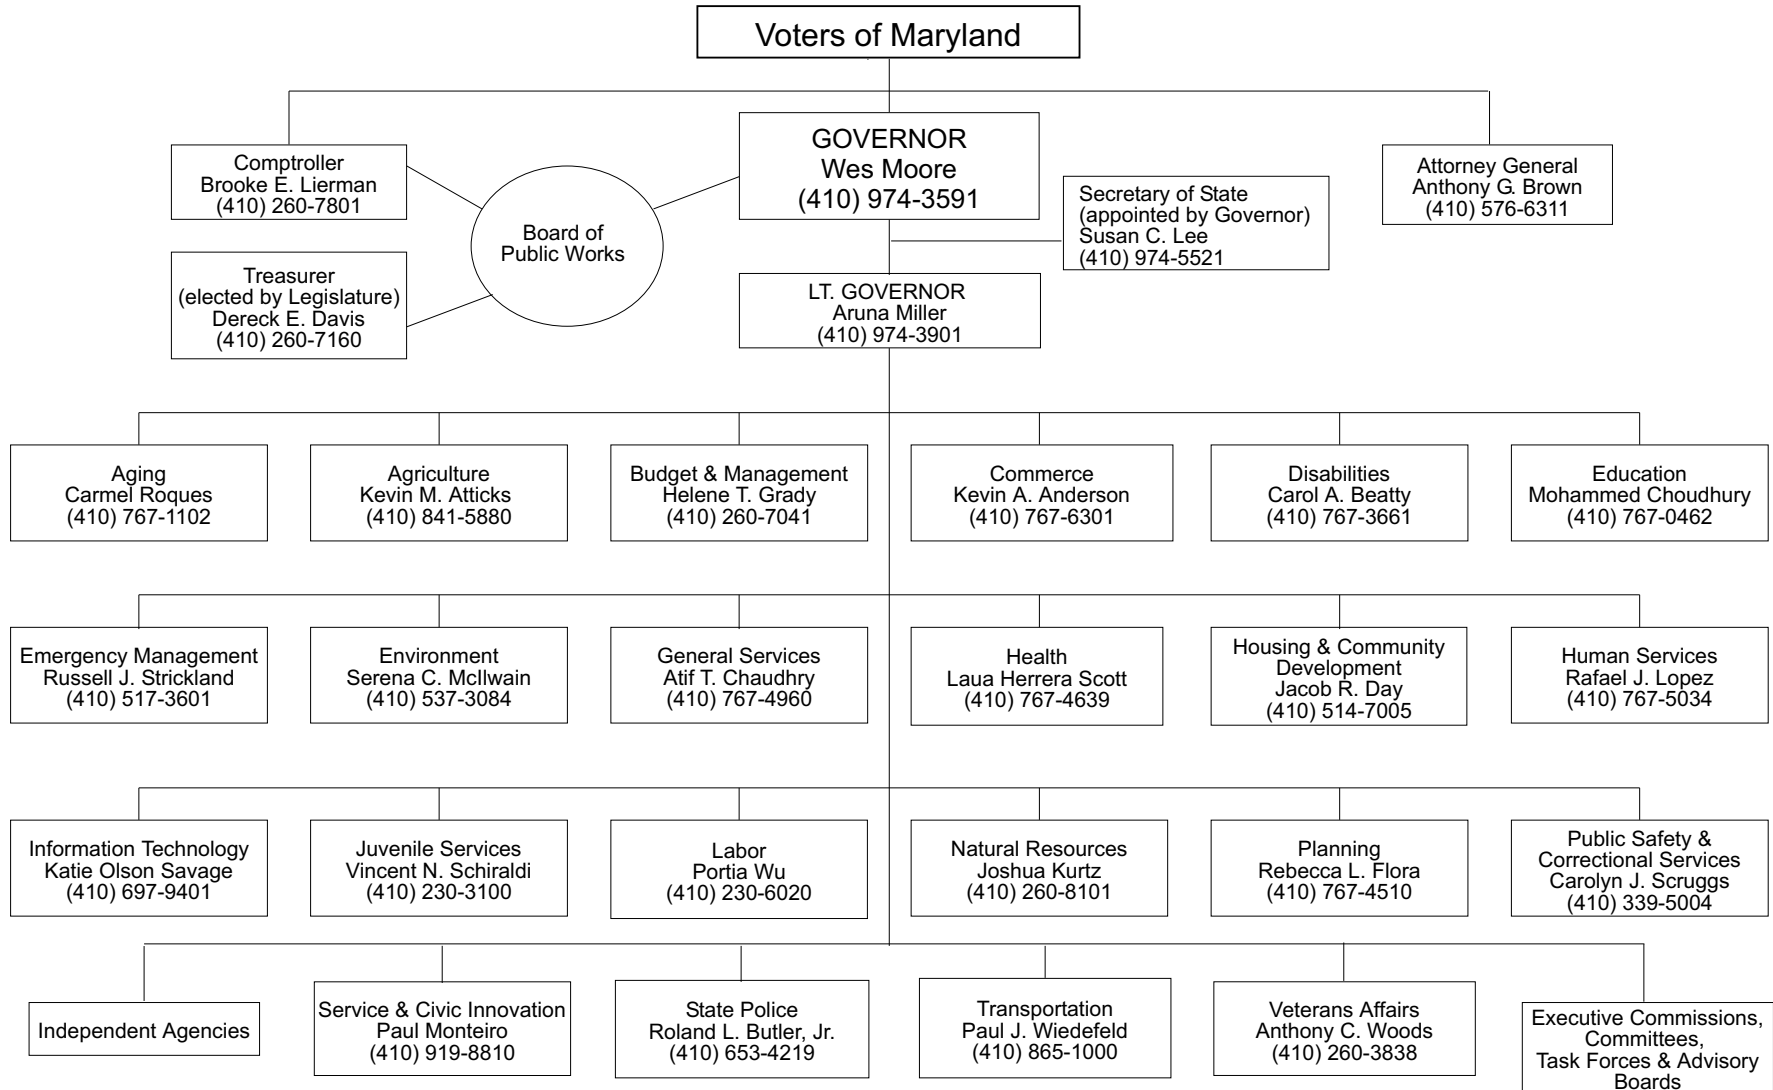 Voters of Maryland
GOVERNOR
Wes Moore
(410) 974-3591
Comptroller
Brooke E. Lierman
(410) 260-7801
Attorney General
Anthony G. Brown
(410) 576-6311
Secretary of State
(appointed by Governor)
Susan C. Lee
(410) 974-5521
Board of
Public Works
Treasurer
(elected by Legislature)
Dereck E. Davis
(410) 260-7160
LT. GOVERNOR
Aruna Miller
(410) 974-3901
Aging
Carmel Roques
(410) 767-1102
Agriculture
Kevin M. Atticks
(410) 841-5880
Budget & Management
Helene T. Grady
(410) 260-7041
Commerce
Kevin A. Anderson
(410) 767-6301
Disabilities
Carol A. Beatty
(410) 767-3661
Education
Mohammed Choudhury
(410) 767-0462
Emergency Management
Russell J. Strickland
(410) 517-3601
Environment
Serena C. McIlwain
(410) 537-3084
General Services
Atif T. Chaudhry
(410) 767-4960
Health
Laua Herrera Scott
(410) 767-4639
Housing & Community
Development
Jacob R. Day
(410) 514-7005
Human Services
Rafael J. Lopez
(410) 767-5034
Information Technology
Katie Olson Savage
(410) 697-9401
Juvenile Services
Vincent N. Schiraldi
(410) 230-3100
Labor
Portia Wu
(410) 230-6020
Natural Resources
Joshua Kurtz
(410) 260-8101
Planning
Rebecca L. Flora
(410) 767-4510
Public Safety &
Correctional Services
Carolyn J. Scruggs
(410) 339-5004
Independent Agencies
Service & Civic Innovation
Paul Monteiro
(410) 919-8810
State Police
Roland L. Butler, Jr.
(410) 653-4219
Transportation
Paul J. Wiedefeld
(410) 865-1000
Veterans Affairs
Anthony C. Woods
(410) 260-3838
Executive Commissions,
Committees,
Task Forces & Advisory
Boards